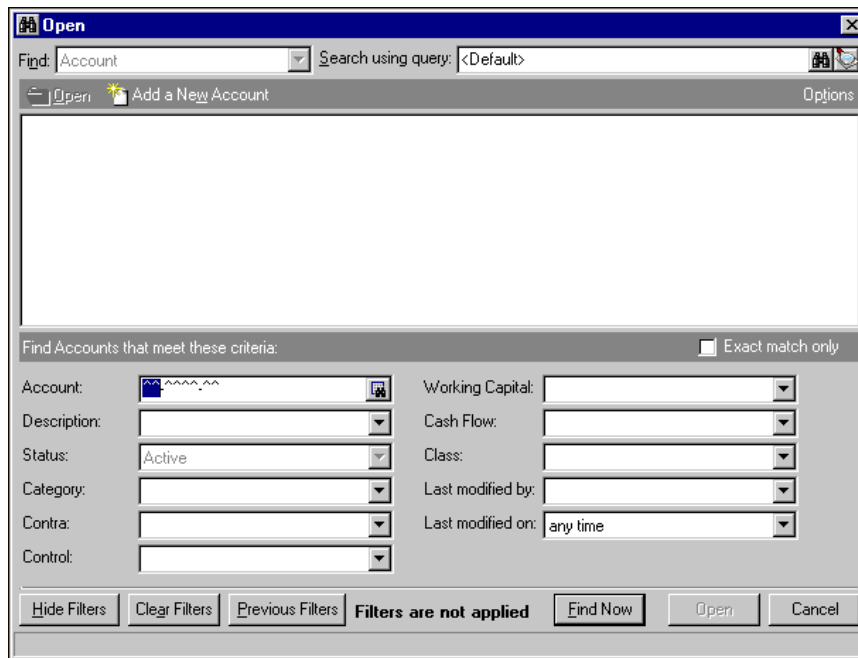 Open
Find: Account Search using query: <Default>
Open Add a New Account Options
Find Accounts that meet these criteria: Exact match only
Account: ^^-^^^^-^^ Working Capital:
Description: Cash Flow:
Status: Active Class:
Category: Last modified by:
Contra: Last modified on: any time
Control:
Hide Filters Clear Filters Previous Filters Filters are not applied Find Now Open Cancel